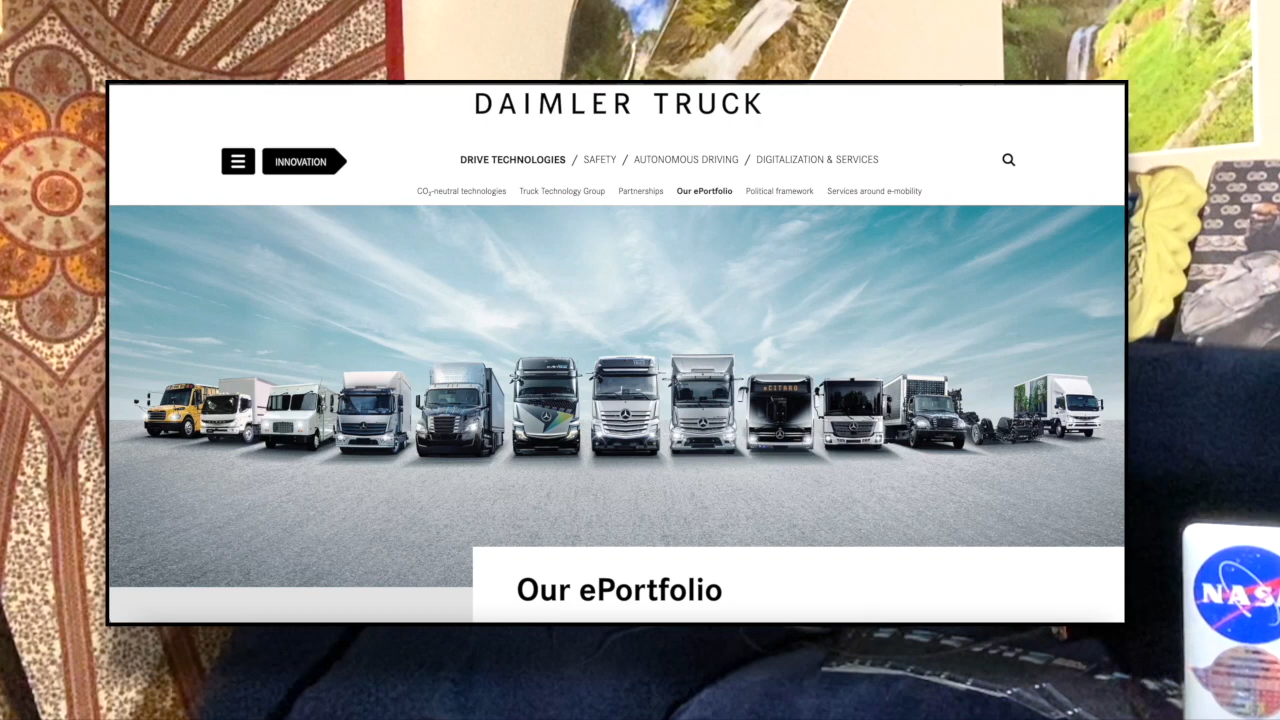 DAIMLER TRUCK
INNOVATION
DRIVE TECHNOLOGIES / SAFETY / AUTONOMOUS DRIVING / DIGITALIZATION & SERVICES
CO₂-neutral technologies Truck Technology Group Partnerships Our ePortfolio Political framework Services around e-mobility
eCITARO
Our ePortfolio
NAS